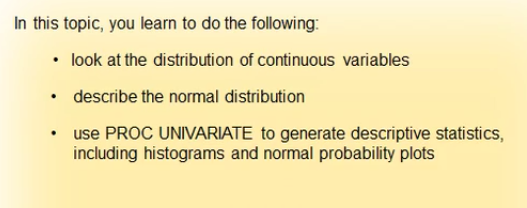 In this topic, you learn to do the following:
• look at the distribution of continuous variables
• describe the normal distribution
• use PROC UNIVARIATE to generate descriptive statistics,
including histograms and normal probability plots